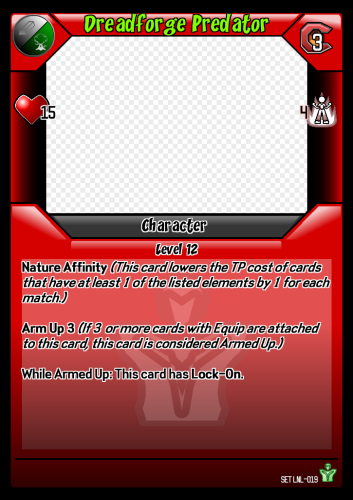 Dreadforge Predator
3
15
4
Character
Level 12
Nature Affinity (This card lowers the TP cost of cards
that have at least 1 of the listed elements by 1 for each
match.)
Arm Up 3 (If 3 or more cards with Equip are attached
to this card, this card is considered Armed Up.)
While Armed Up: This card has Lock-On.
SET LNL-019